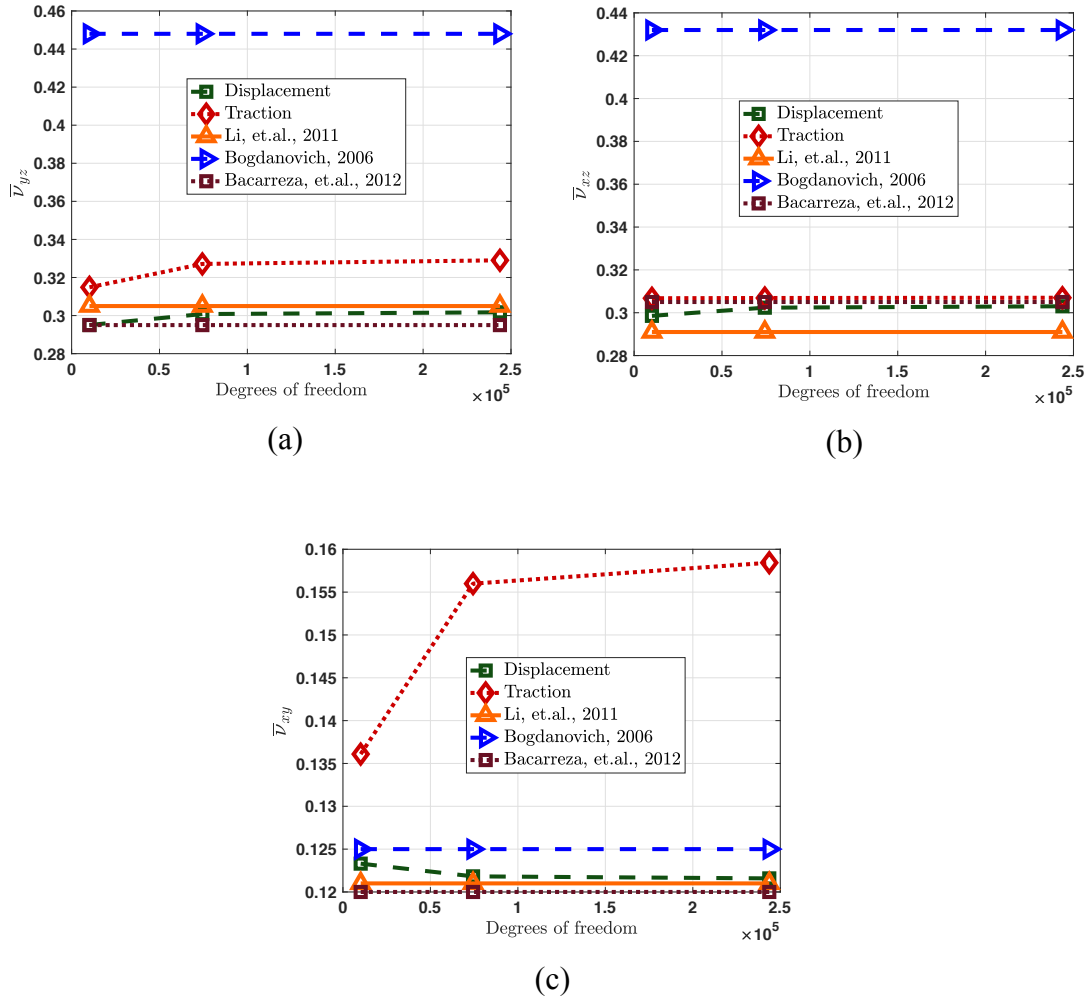 0.46
0.44
0.42
0.4
0.38
0.36
0.34
0.32
0.3
0.28
ν̅yz
Displacement
Traction
Li, et.al., 2011
Bogdanovich, 2006
Bacarreza, et.al., 2012
0 0.5 1 1.5 2 2.5
Degrees of freedom
×10^5
(a)
0.44
0.42
0.4
0.38
0.36
0.34
0.32
0.3
0.28
ν̅xz
Displacement
Traction
Li, et.al., 2011
Bogdanovich, 2006
Bacarreza, et.al., 2012
0 0.5 1 1.5 2 2.5
Degrees of freedom
×10^5
(b)
0.16
0.155
0.15
0.145
0.14
0.135
0.13
0.125
0.12
ν̅xy
Displacement
Traction
Li, et.al., 2011
Bogdanovich, 2006
Bacarreza, et.al., 2012
0 0.5 1 1.5 2 2.5
Degrees of freedom
×10^5
(c)